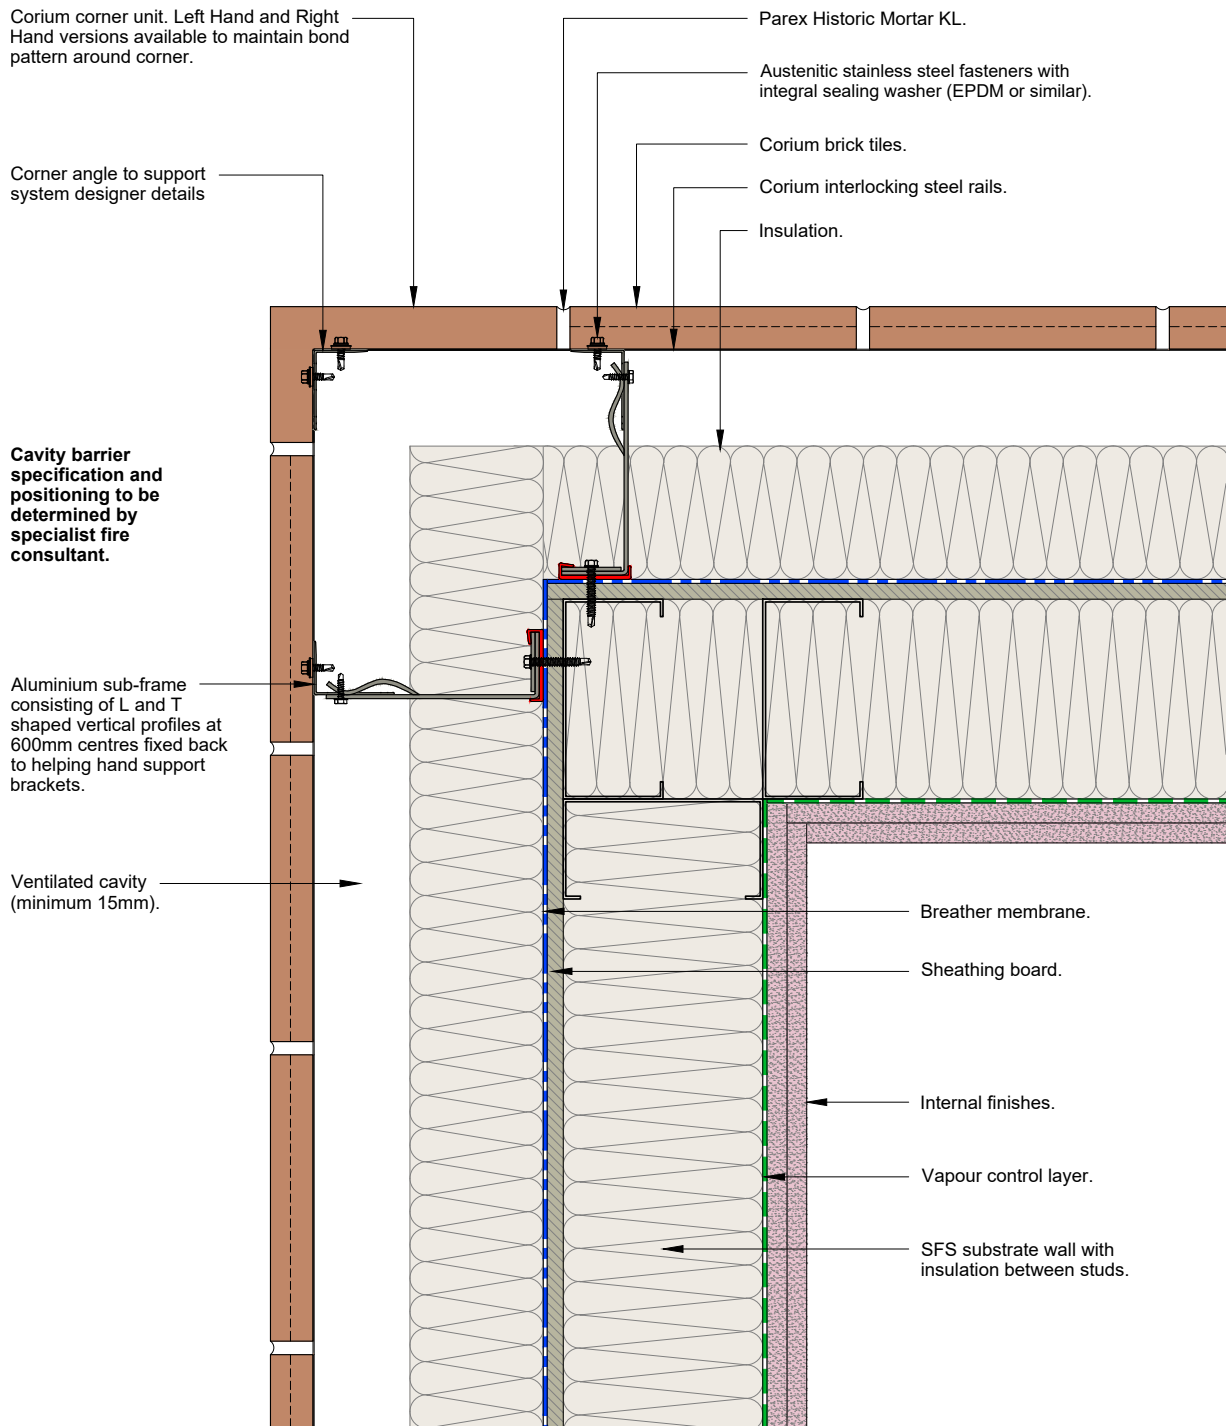 Corium corner unit. Left Hand and Right
Hand versions available to maintain bond
pattern around corner.
Parex Historic Mortar KL.
Austenitic stainless steel fasteners with
integral sealing washer (EPDM or similar).
Corium brick tiles.
Corner angle to support
system designer details
Corium interlocking steel rails.
Insulation.
Cavity barrier
specification and
positioning to be
determined by
specialist fire
consultant.
Aluminium sub-frame
consisting of L and T
shaped vertical profiles at
600mm centres fixed back
to helping hand support
brackets.
Ventilated cavity
(minimum 15mm).
Breather membrane.
Sheathing board.
Internal finishes.
Vapour control layer.
SFS substrate wall with
insulation between studs.